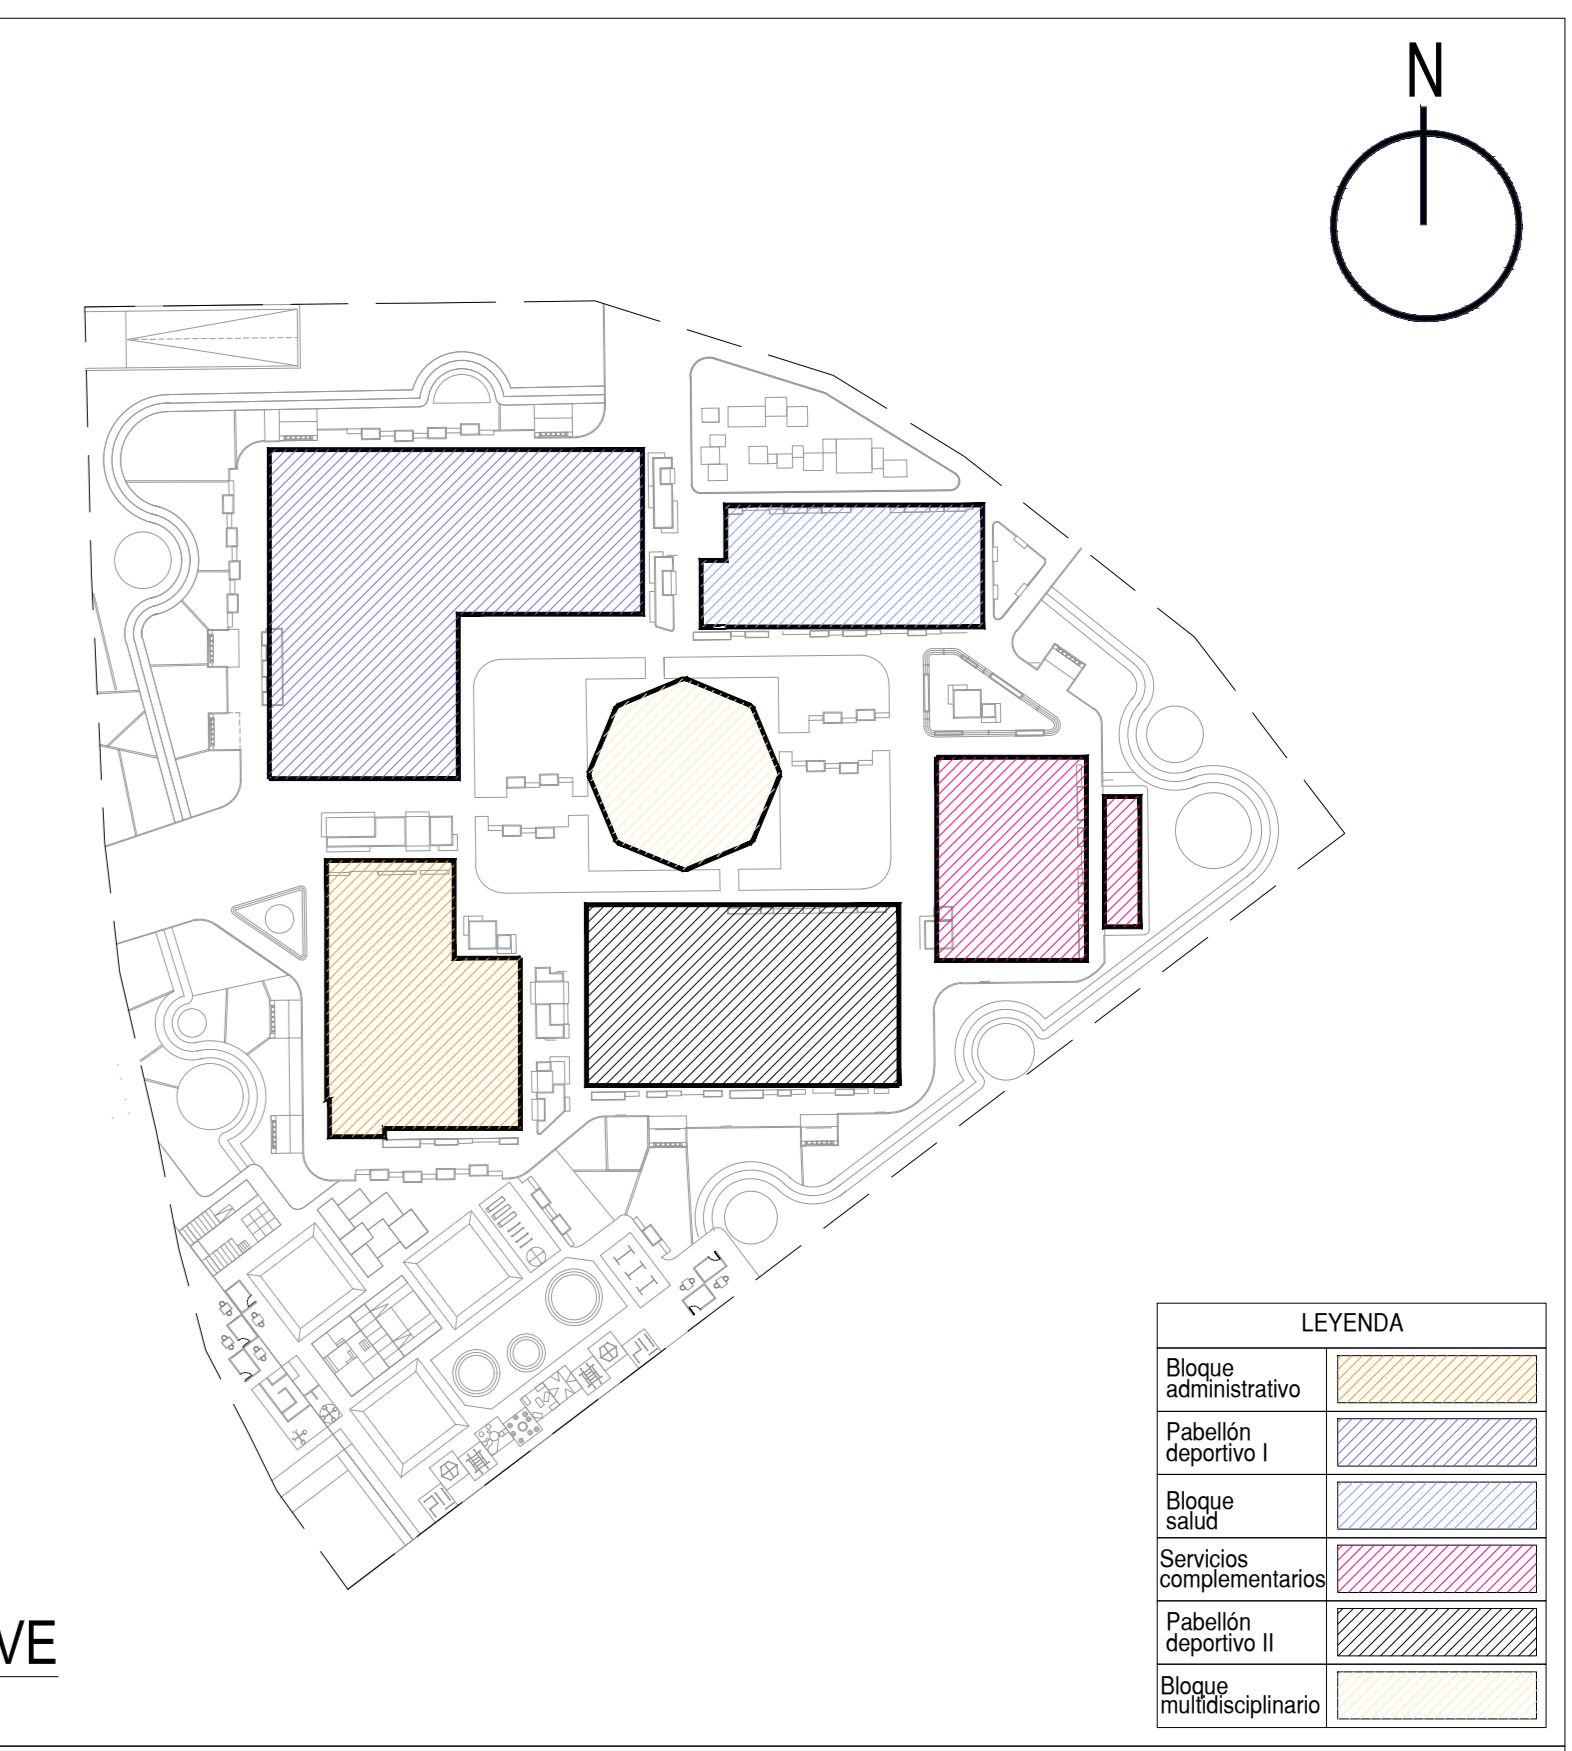 N
LEYENDA
Bloque
administrativo
Pabellón
deportivo I
Bloque
salud
Servicios
complementarios
Pabellón
deportivo II
Bloque
multidisciplinario
VE